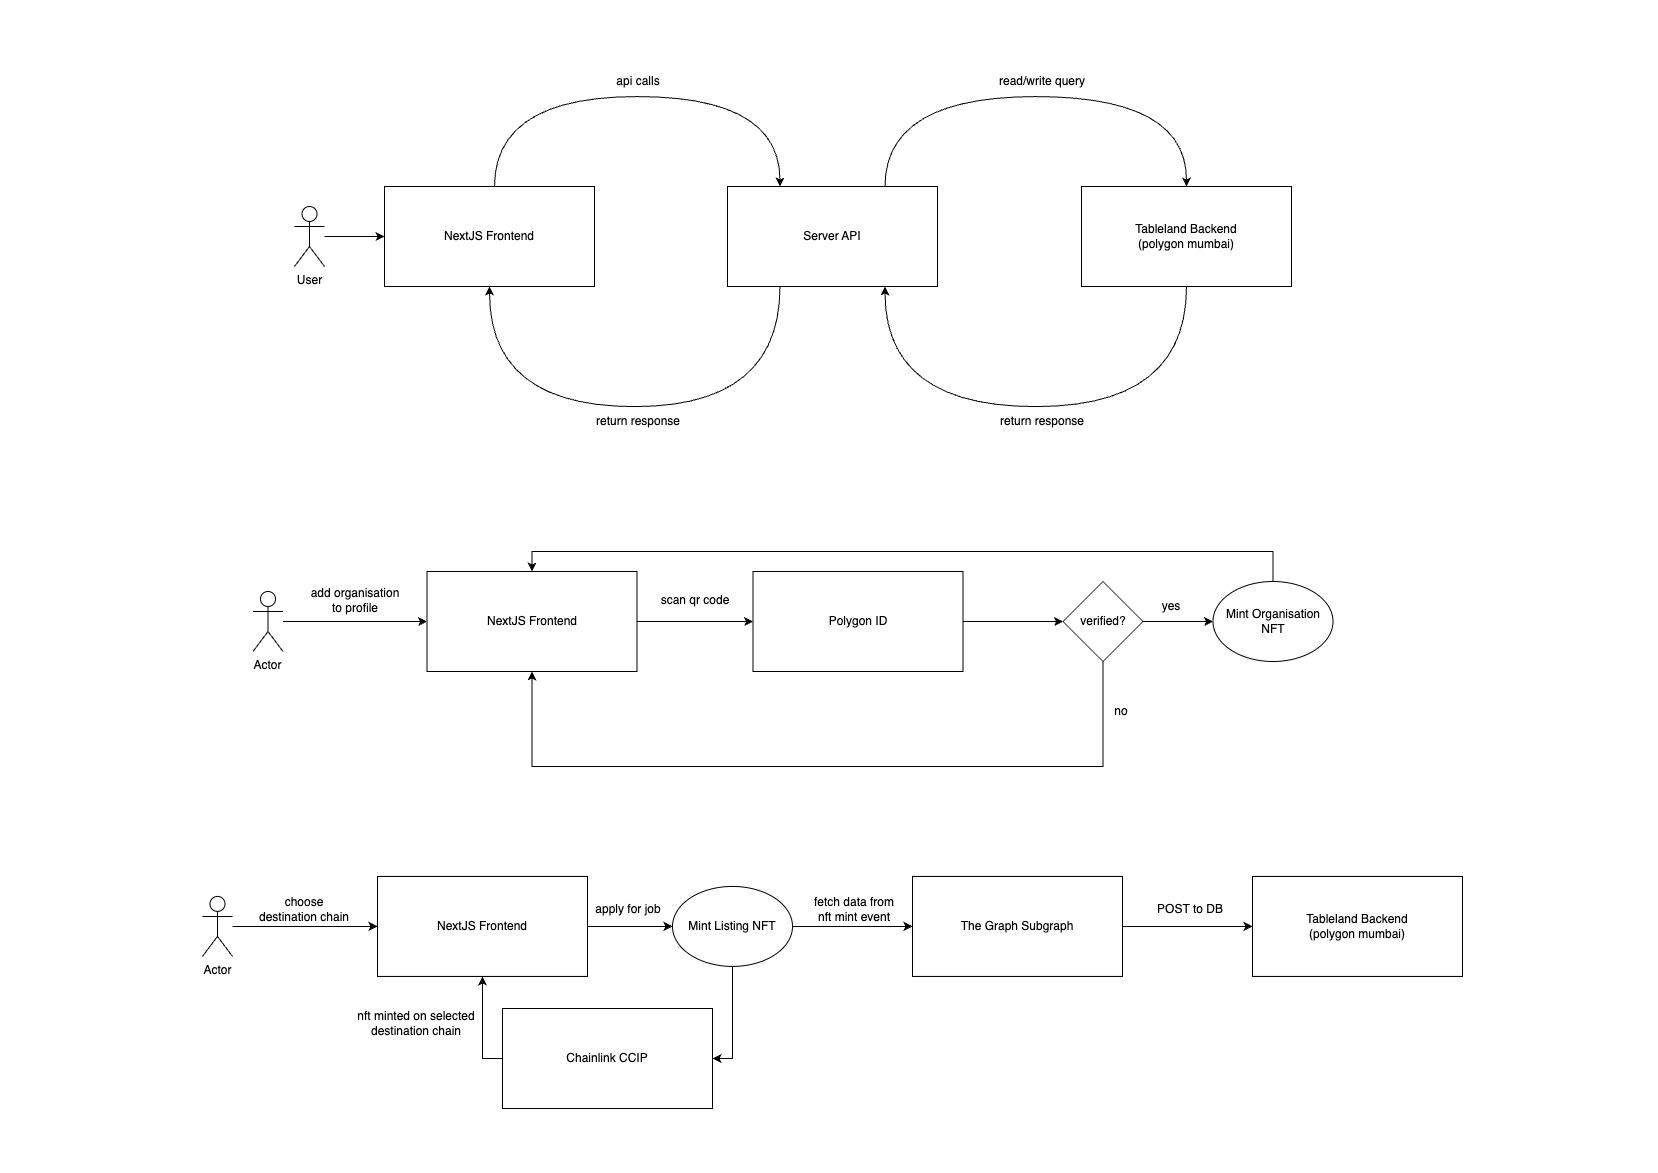 api calls
read/write query
NextJS Frontend
Server API
Tableland Backend
(polygon mumbai)
User
return response
return response
add organisation
to profile
NextJS Frontend
scan qr code
Polygon ID
verified?
yes
Mint Organisation
NFT
Actor
no
choose
destination chain
NextJS Frontend
apply for job
Mint Listing NFT
fetch data from
nft mint event
The Graph Subgraph
POST to DB
Tableland Backend
(polygon mumbai)
Actor
nft minted on selected
destination chain
Chainlink CCIP